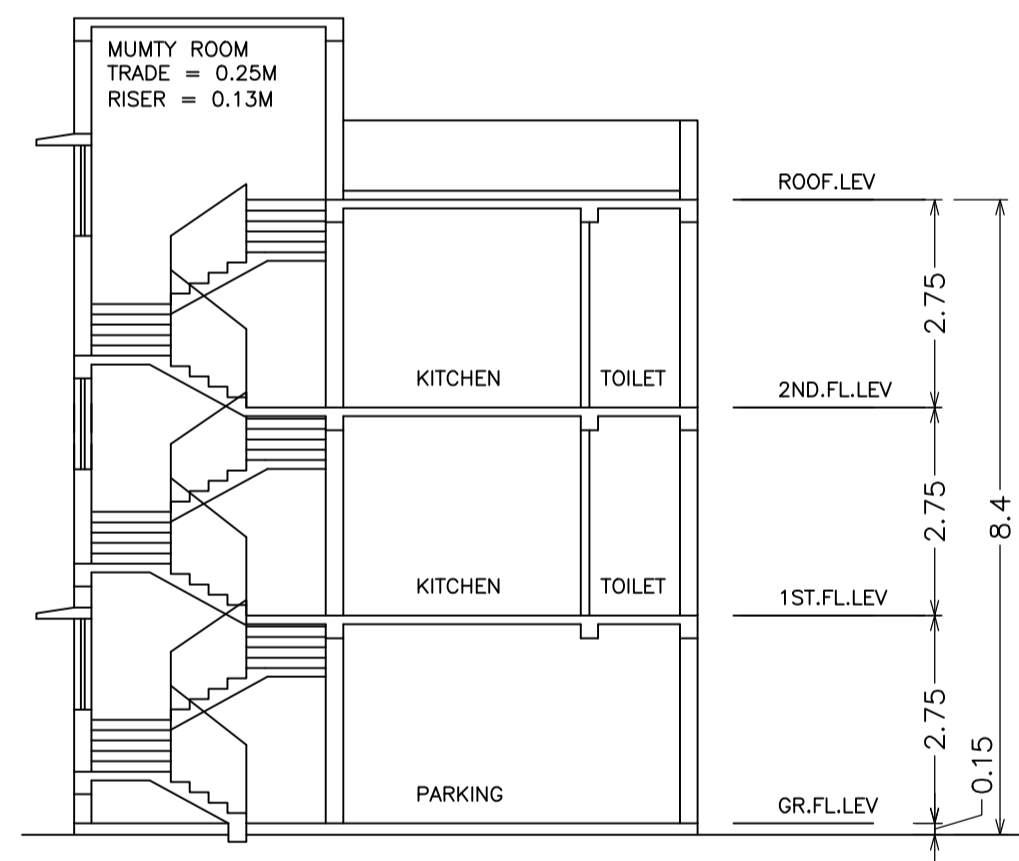 MUMTY ROOM
TRADE = 0.25M
RISER = 0.13M
ROOF.LEV
2.75
KITCHEN
TOILET
2ND.FL.LEV
2.75
8.4
KITCHEN
TOILET
1ST.FL.LEV
2.75
0.15
PARKING
GR.FL.LEV